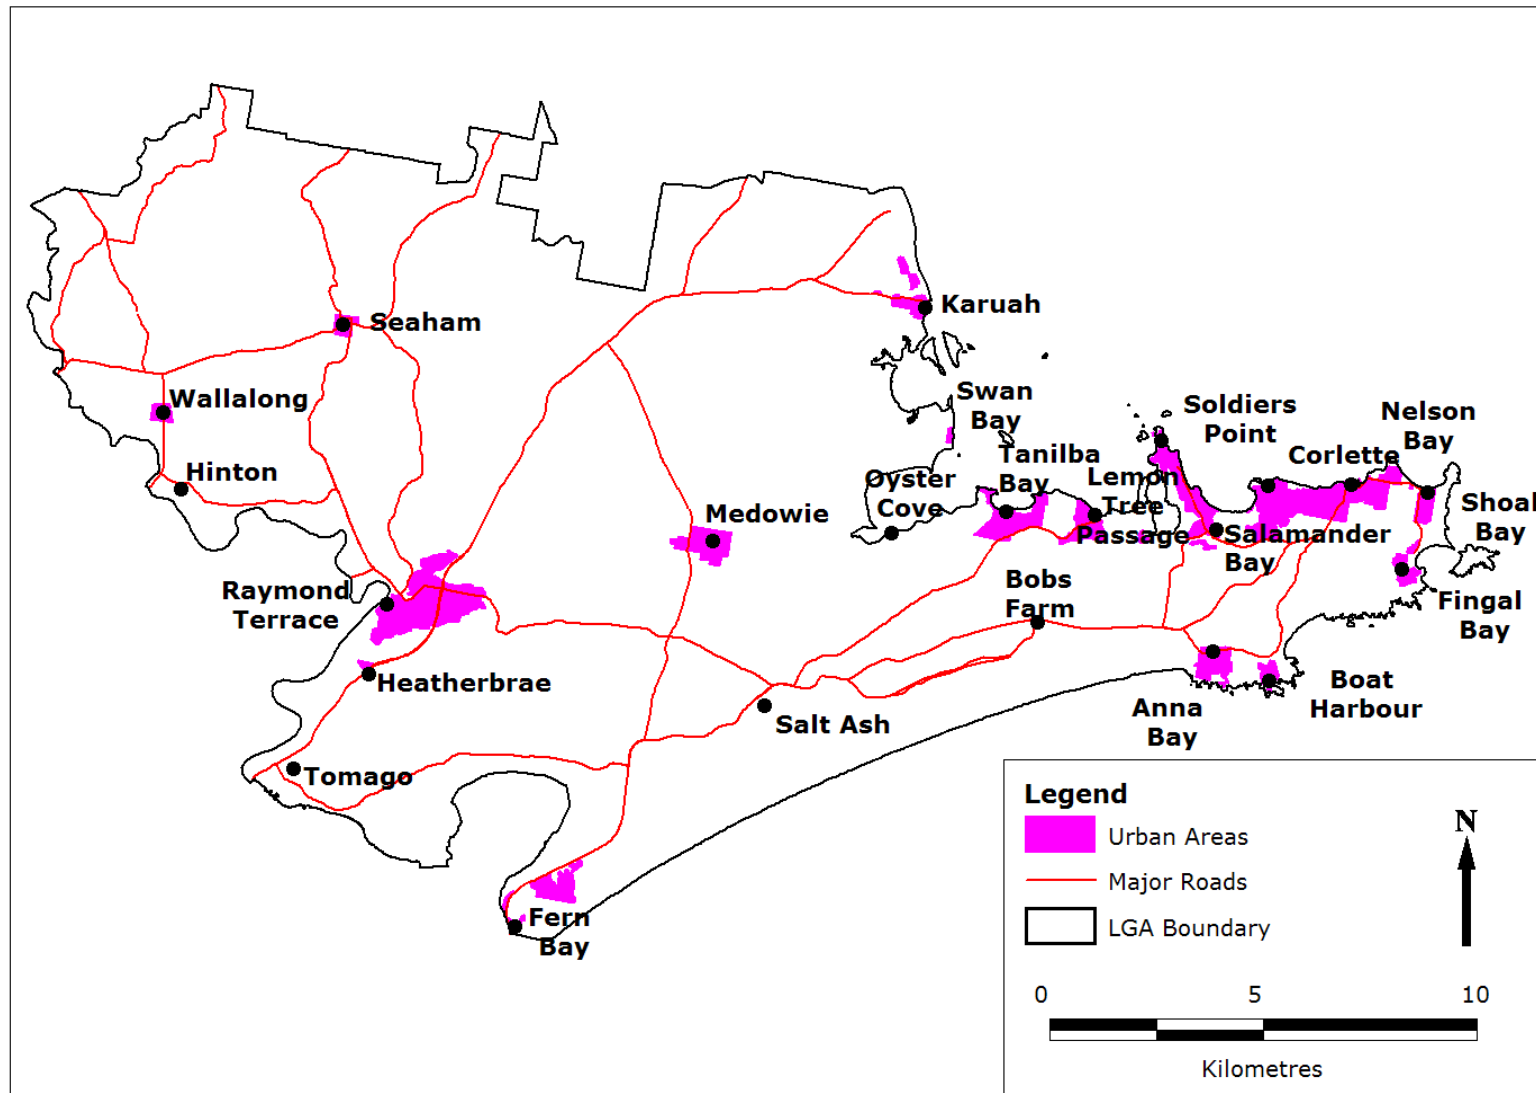 Karuah
Seaham
Swan
Bay
Wallalong
Soldiers
Point
Nelson
Bay
Corlette
Tanilba
Bay
Hinton
Oyster
Cove
Lemon
Tree
Passage
Shoal
Bay
Medowie
Salamander
Bay
Raymond
Terrace
Bobs
Farm
Fingal
Bay
Heatherbrae
Boat
Harbour
Anna
Bay
Salt Ash
Tomago
Fern
Bay
Legend
Urban Areas
Major Roads
LGA Boundary
N
0 5 10
Kilometres